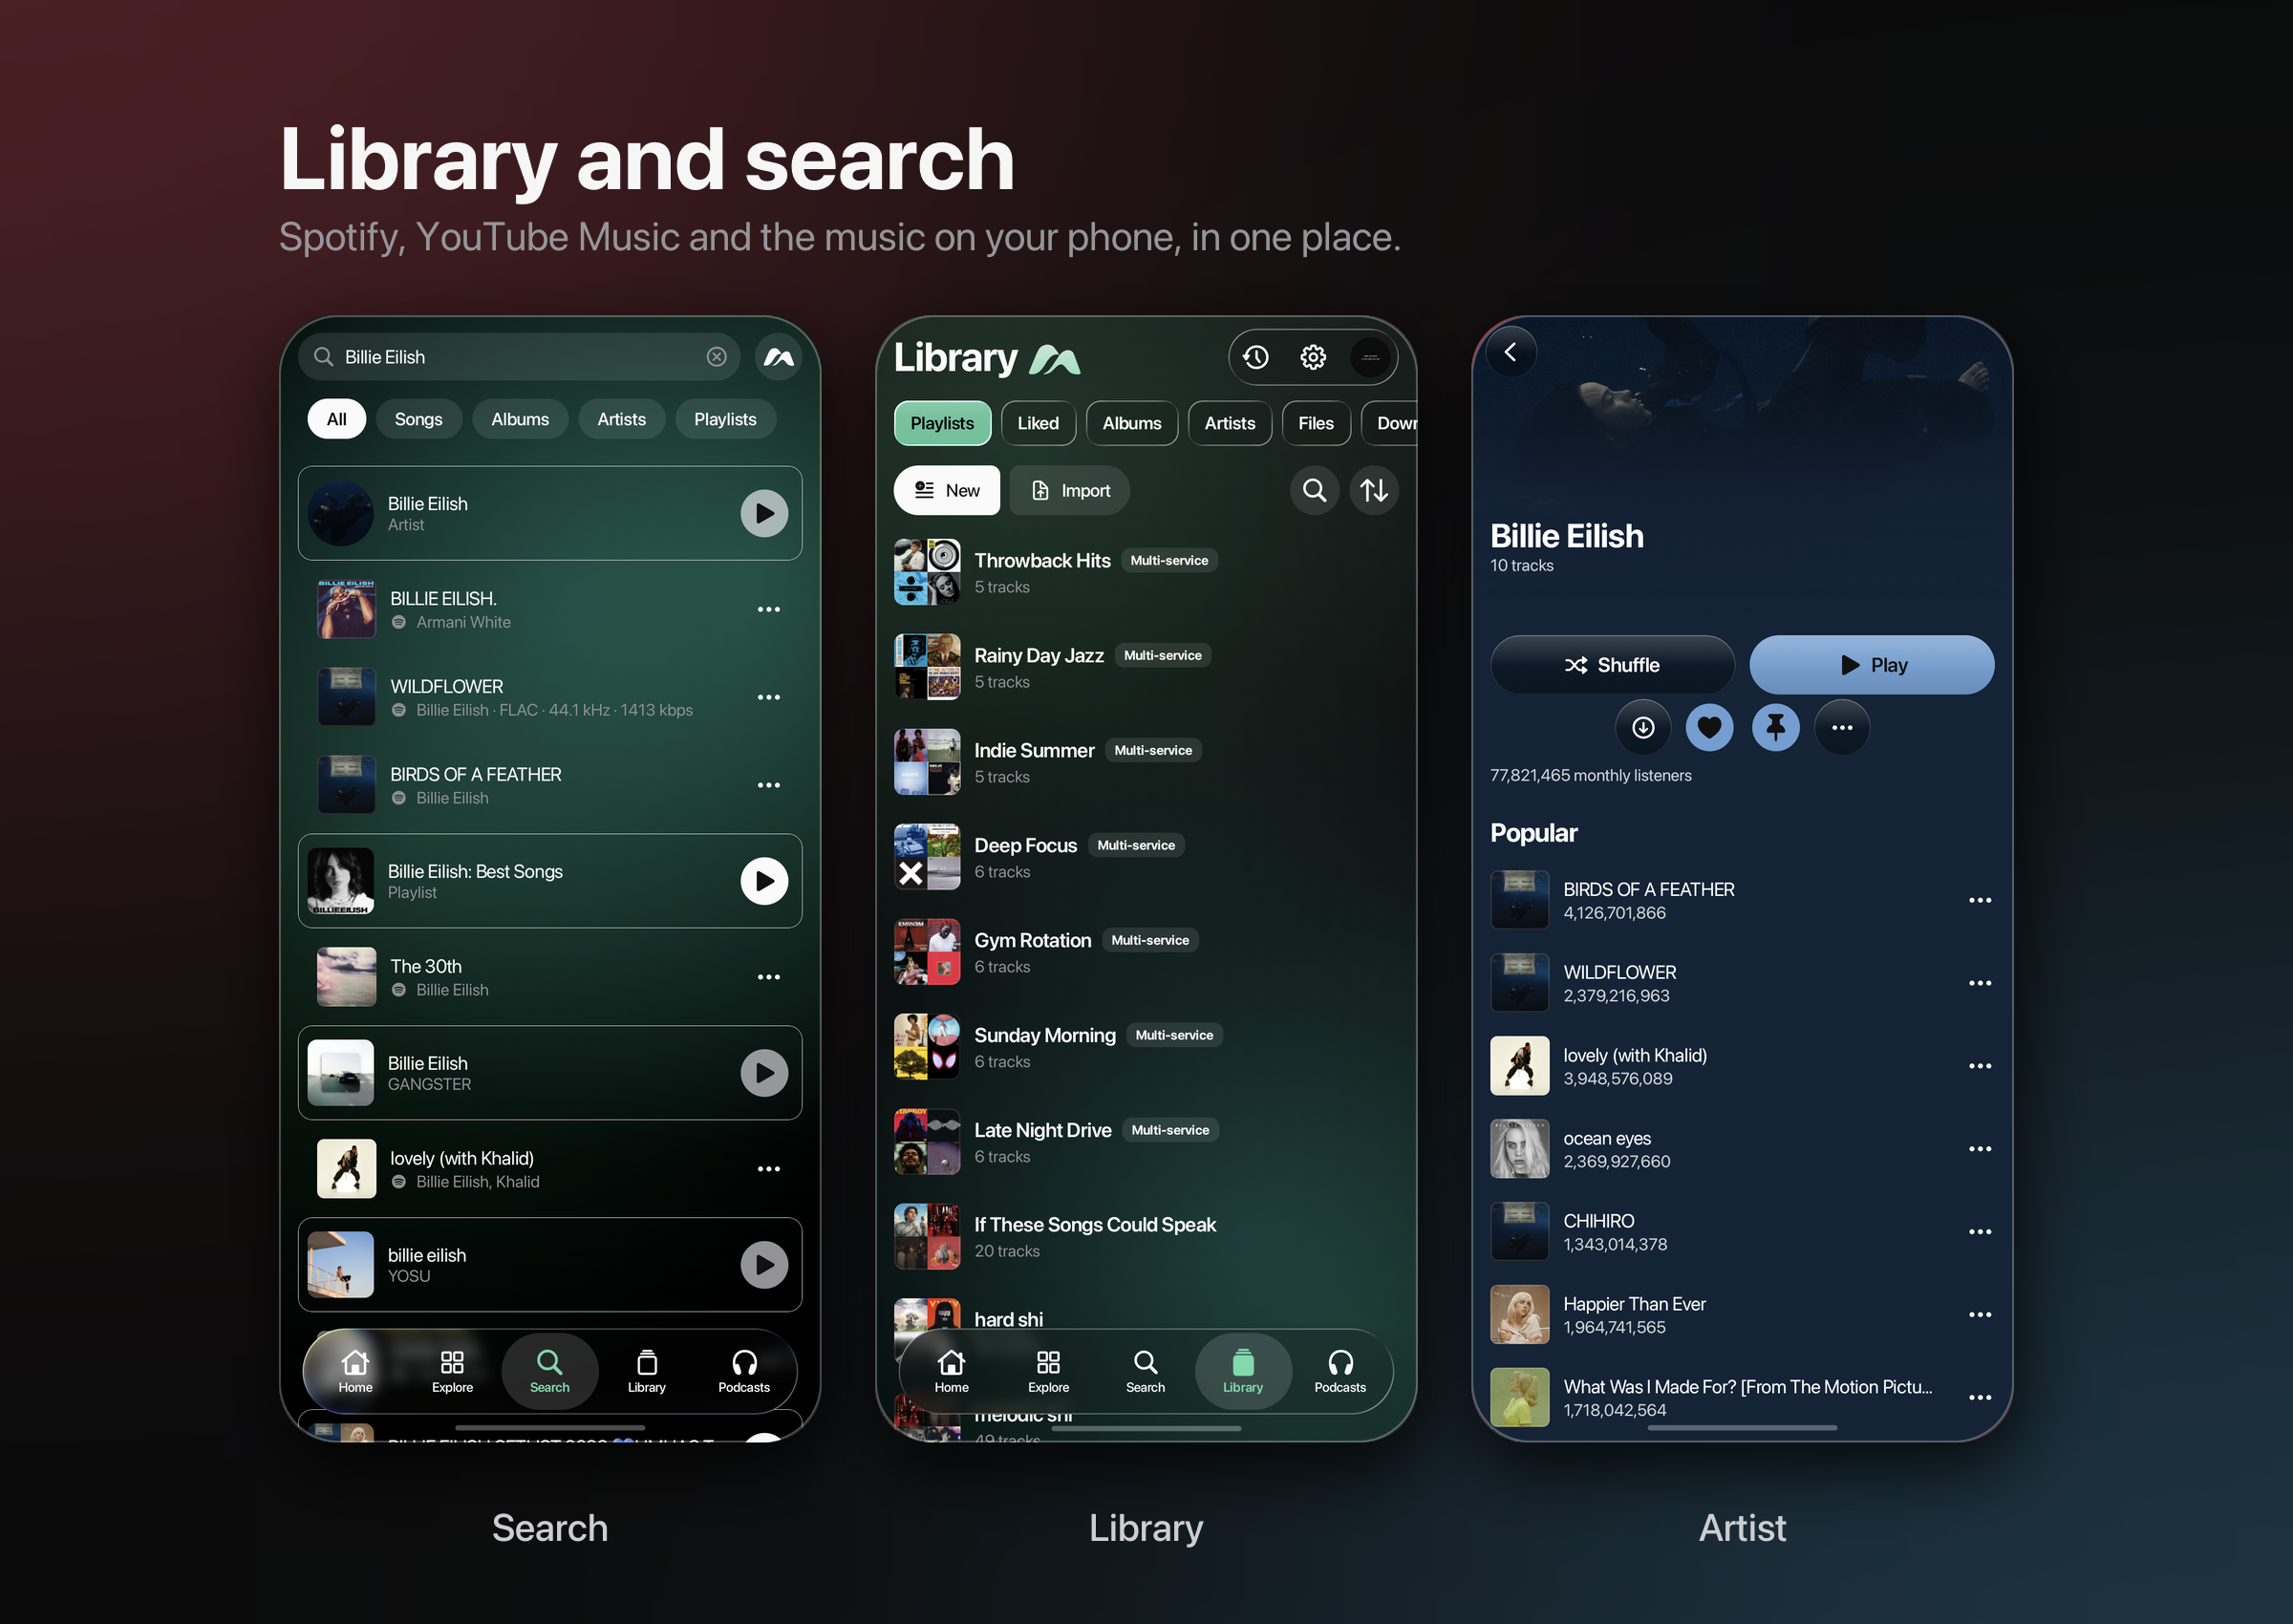 Library and search
Spotify, YouTube Music and the music on your phone, in one place.
Billie Eilish
All
Songs
Albums
Artists
Playlists
Billie Eilish
Artist
BILLIE EILISH.
Armani White
WILDFLOWER
Billie Eilish · FLAC · 44.1 kHz · 1413 kbps
BIRDS OF A FEATHER
Billie Eilish
Billie Eilish: Best Songs
Playlist
The 30th
Billie Eilish
Billie Eilish
GANGSTER
lovely (with Khalid)
Billie Eilish, Khalid
billie eilish
YOSU
Home
Explore
Search
Library
Podcasts
Search
Library
Playlists
Liked
Albums
Artists
Files
New
Import
Throwback Hits
Multi-service
5 tracks
Rainy Day Jazz
Multi-service
5 tracks
Indie Summer
Multi-service
5 tracks
Deep Focus
Multi-service
6 tracks
Gym Rotation
Multi-service
6 tracks
Sunday Morning
Multi-service
6 tracks
Late Night Drive
Multi-service
6 tracks
If These Songs Could Speak
20 tracks
hard shi
Home
Explore
Search
Library
Podcasts
melodic shi
49 tracks
Library
Billie Eilish
10 tracks
Shuffle
Play
77,821,465 monthly listeners
Popular
BIRDS OF A FEATHER
4,126,701,866
WILDFLOWER
2,379,216,963
lovely (with Khalid)
3,948,576,089
ocean eyes
2,369,927,660
CHIHIRO
1,343,014,378
Happier Than Ever
1,964,741,565
What Was I Made For? [From The Motion Pictu...
1,718,042,564
Artist